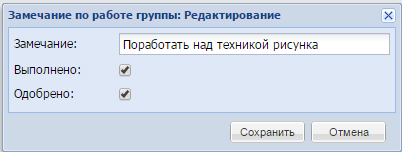 Замечание по работе группы: Редактирование
Замечание: Поработать над техникой рисунка
Выполнено:
Одобрено:
Сохранить Отмена